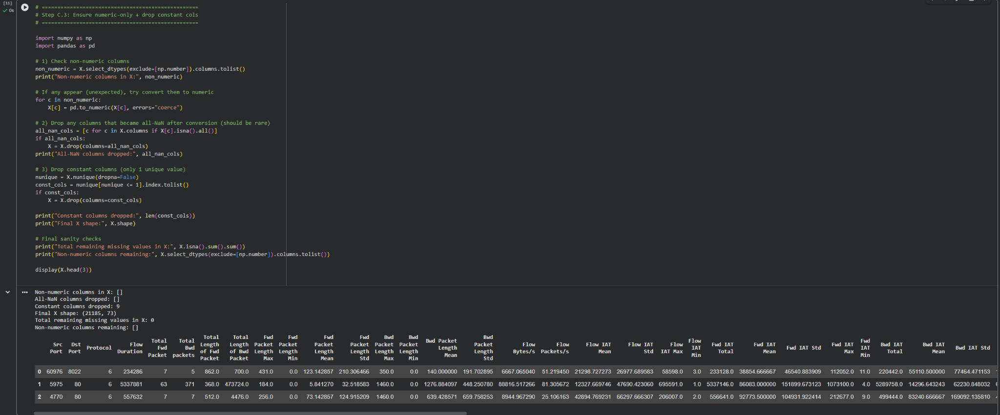 [11]
0s
# ==================================================
# Step C.3: Ensure numeric-only + drop constant cols
# ==================================================
import numpy as np
import pandas as pd
# 1) Check non-numeric columns
non_numeric = X.select_dtypes(exclude=[np.number]).columns.tolist()
print("Non-numeric columns in X:", non_numeric)
# If any appear (unexpected), try convert them to numeric
for c in non_numeric:
    X[c] = pd.to_numeric(X[c], errors="coerce")
# 2) Drop any columns that became all-NaN after conversion (should be rare)
all_nan_cols = [c for c in X.columns if X[c].isna().all()]
if all_nan_cols:
    X = X.drop(columns=all_nan_cols)
print("All-NaN columns dropped:", all_nan_cols)
# 3) Drop constant columns (only 1 unique value)
nunique = X.nunique(dropna=False)
const_cols = nunique[nunique <= 1].index.tolist()
if const_cols:
    X = X.drop(columns=const_cols)
print("Constant columns dropped:", len(const_cols))
print("Final X shape:", X.shape)
# Final sanity checks
print("Total remaining missing values in X:", X.isna().sum().sum())
print("Non-numeric columns remaining:", X.select_dtypes(exclude=[np.number]).columns.tolist())
display(X.head(3))
Non-numeric columns in X: []
All-NaN columns dropped: []
Constant columns dropped: 9
Final X shape: (21185, 73)
Total remaining missing values in X: 0
Non-numeric columns remaining: []
Src Port Dst Port Protocol Flow Duration Total Fwd Packet Total Bwd packets Total Length of Fwd Packet Total Length of Bwd Packet Fwd Packet Length Max Fwd Packet Length Min Fwd Packet Length Mean Fwd Packet Length Std Bwd Packet Length Max Bwd Packet Length Min Bwd Packet Length Mean Bwd Packet Length Std Flow Bytes/s Flow Packets/s Flow IAT Mean Flow IAT Std Flow IAT Max Flow IAT Min Fwd IAT Total Fwd IAT Mean Fwd IAT Std Fwd IAT Max Fwd IAT Min Bwd IAT Total Bwd IAT Mean Bwd IAT Std
0 60976 8022 6 234286 7 5 862.0 700.0 431.0 0.0 123.142857 210.306466 350.0 0.0 140.000000 191.702895 6667.065040 51.219450 21298.727273 26977.689583 58598.0 3.0 233128.0 38854.666667 46540.883909 112052.0 11.0 220442.0 55110.500000 77464.471153
1 5975 80 6 5337881 63 371 368.0 473724.0 184.0 0.0 5.841270 32.518583 1460.0 0.0 1276.884097 448.250780 88816.517266 81.305672 12327.669746 47690.423060 695591.0 1.0 5337146.0 86083.000000 151899.673123 1073100.0 4.0 5289758.0 14296.643243 62230.848032
2 4770 80 6 557632 7 7 512.0 4476.0 256.0 0.0 73.142857 124.915209 1460.0 0.0 639.428571 659.758253 8944.967290 25.106163 42894.769231 66297.666307 206007.0 2.0 556641.0 92773.500000 104931.922414 212677.0 9.0 499444.0 83240.666667 169092.135810